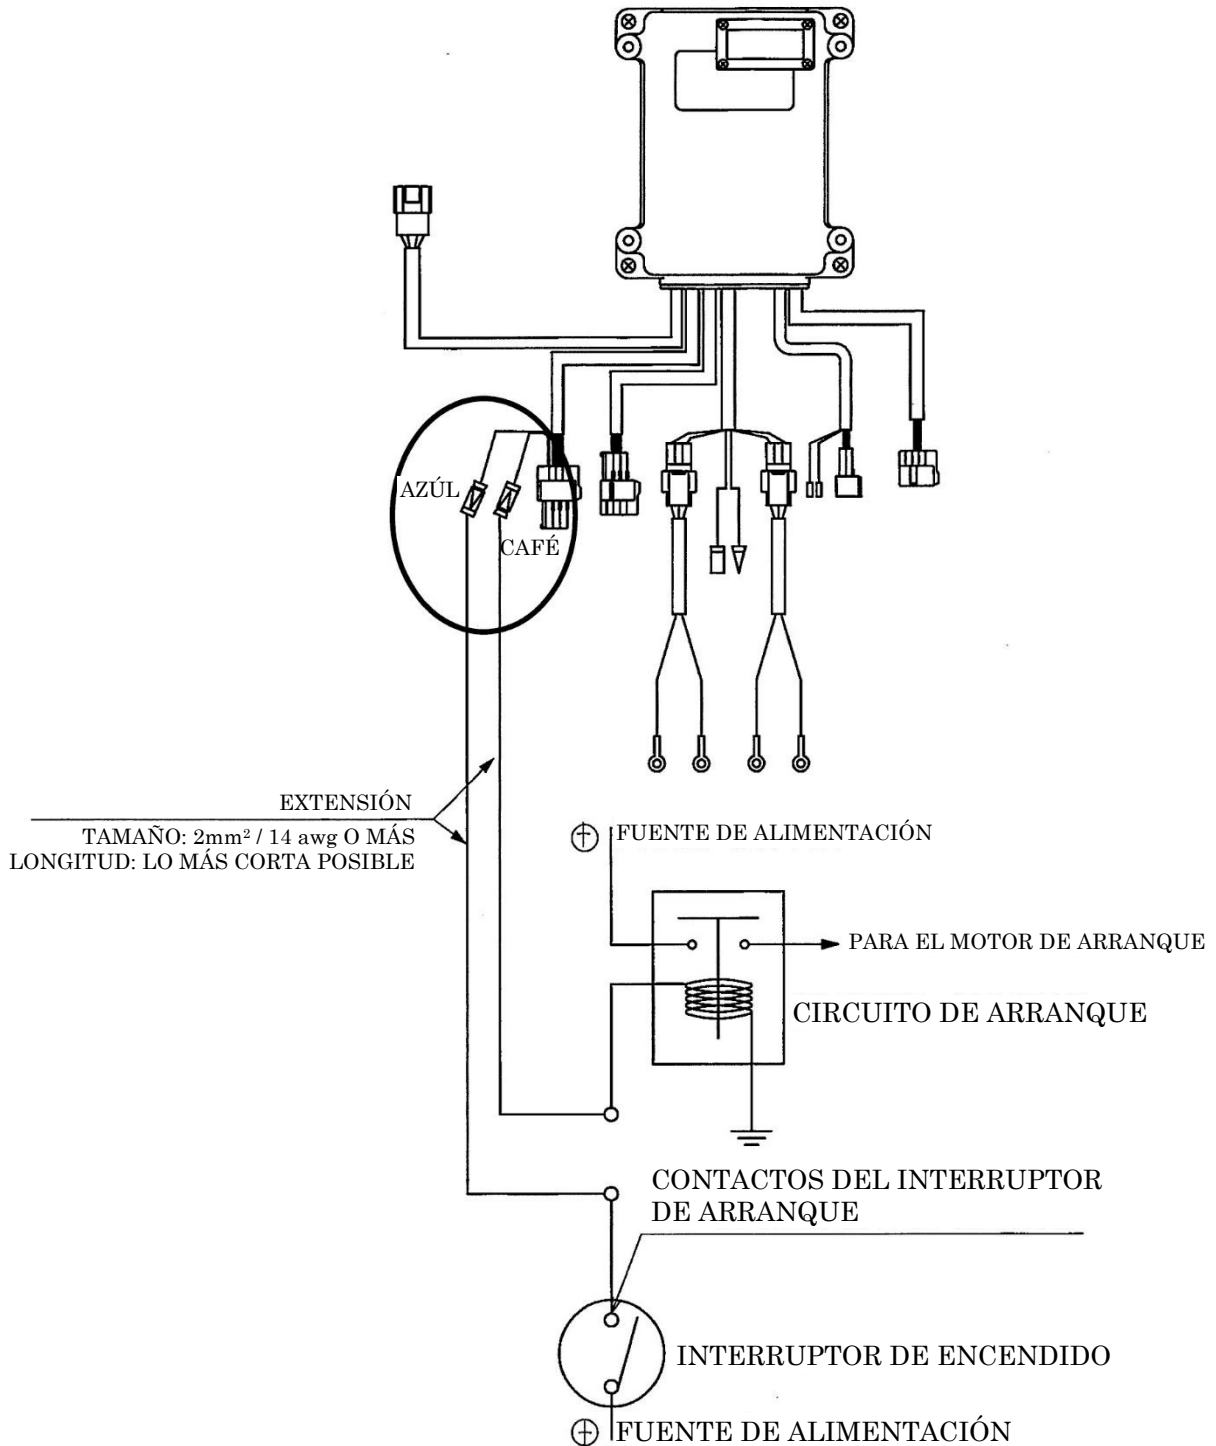 AZÚL
CAFÉ
EXTENSIÓN
TAMAÑO: 2mm² / 14 awg O MÁS
LONGITUD: LO MÁS CORTA POSIBLE
FUENTE DE ALIMENTACIÓN
PARA EL MOTOR DE ARRANQUE
CIRCUITO DE ARRANQUE
CONTACTOS DEL INTERRUPTOR
DE ARRANQUE
INTERRUPTOR DE ENCENDIDO
FUENTE DE ALIMENTACIÓN